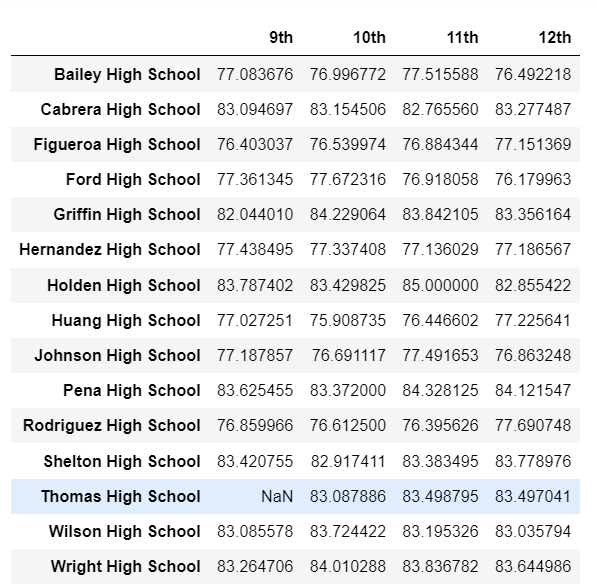 9th 10th 11th 12th
Bailey High School 77.083676 76.996772 77.515588 76.492218
Cabrera High School 83.094697 83.154506 82.765560 83.277487
Figueroa High School 76.403037 76.539974 76.884344 77.151369
Ford High School 77.361345 77.672316 76.918058 76.179963
Griffin High School 82.044010 84.229064 83.842105 83.356164
Hernandez High School 77.438495 77.337408 77.136029 77.186567
Holden High School 83.787402 83.429825 85.000000 82.855422
Huang High School 77.027251 75.908735 76.446602 77.225641
Johnson High School 77.187857 76.691117 77.491653 76.863248
Pena High School 83.625455 83.372000 84.328125 84.121547
Rodriguez High School 76.859966 76.612500 76.395626 77.690748
Shelton High School 83.420755 82.917411 83.383495 83.778976
Thomas High School NaN 83.087886 83.498795 83.497041
Wilson High School 83.085578 83.724422 83.195326 83.035794
Wright High School 83.264706 84.010288 83.836782 83.644986